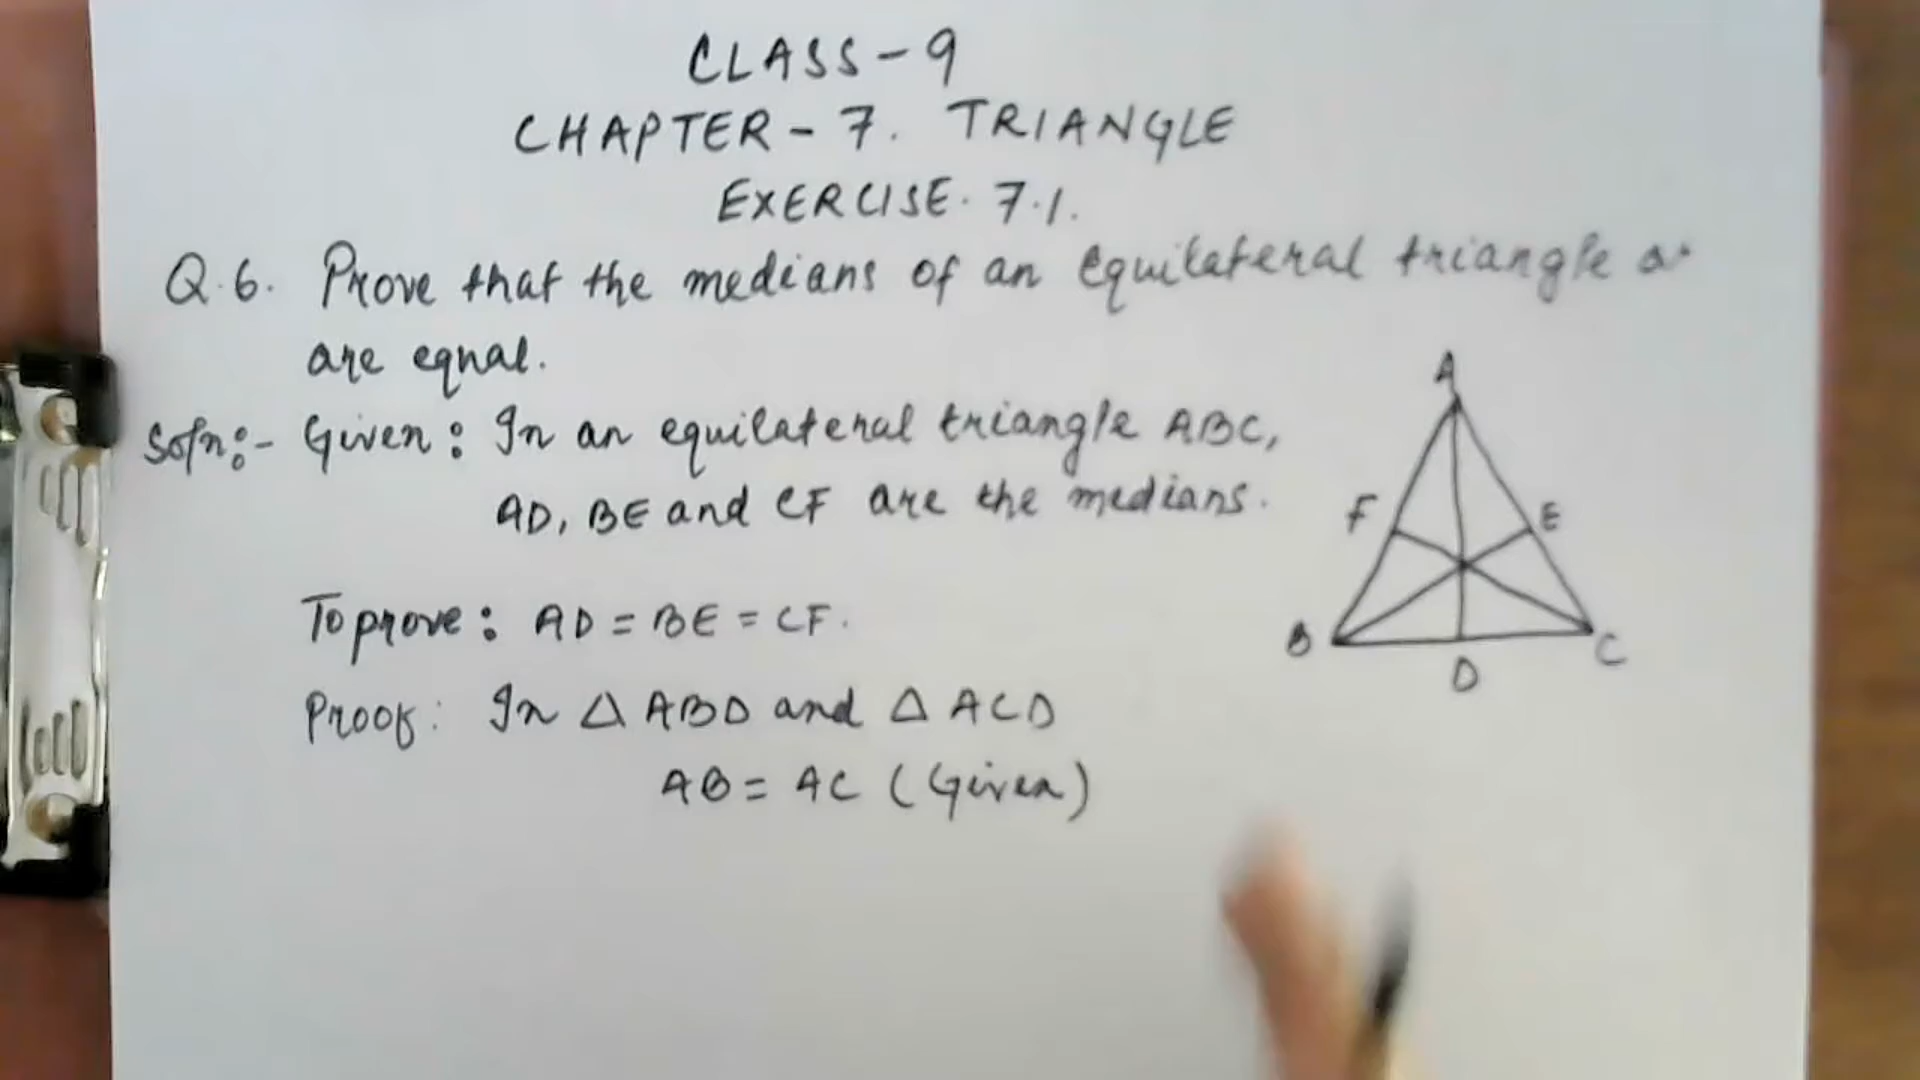 CLASS-9
CHAPTER-7. TRIANGLE
EXERCISE. 7.1.
Q.6. Prove that the medians of an equilateral triangle a
are equal.
Soln:- Given: In an equilateral triangle ABC,
AD, BE and CF are the medians.
To prove: AD = BE = CF.
Proof: In △ ABD and △ ACD
AB = AC (Given)
A
F
E
B
C
D